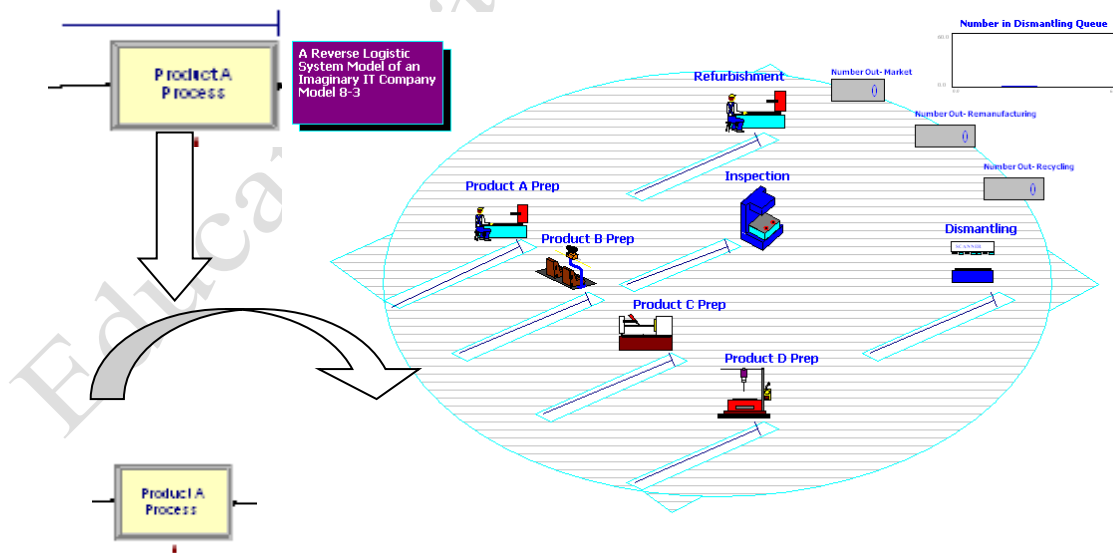 Product A
Process
A Reverse Logistic
System Model of an
Imaginary IT Company
Model 8-3
Number in Dismantling Queue
Refurbishment
Number Out- Market
0
Number Out- Remanufacturing
0
Inspection
Number Out- Recycling
0
Product A Prep
Product B Prep
Dismantling
SCANNER
Product C Prep
Product D Prep
Product A
Process
Educa